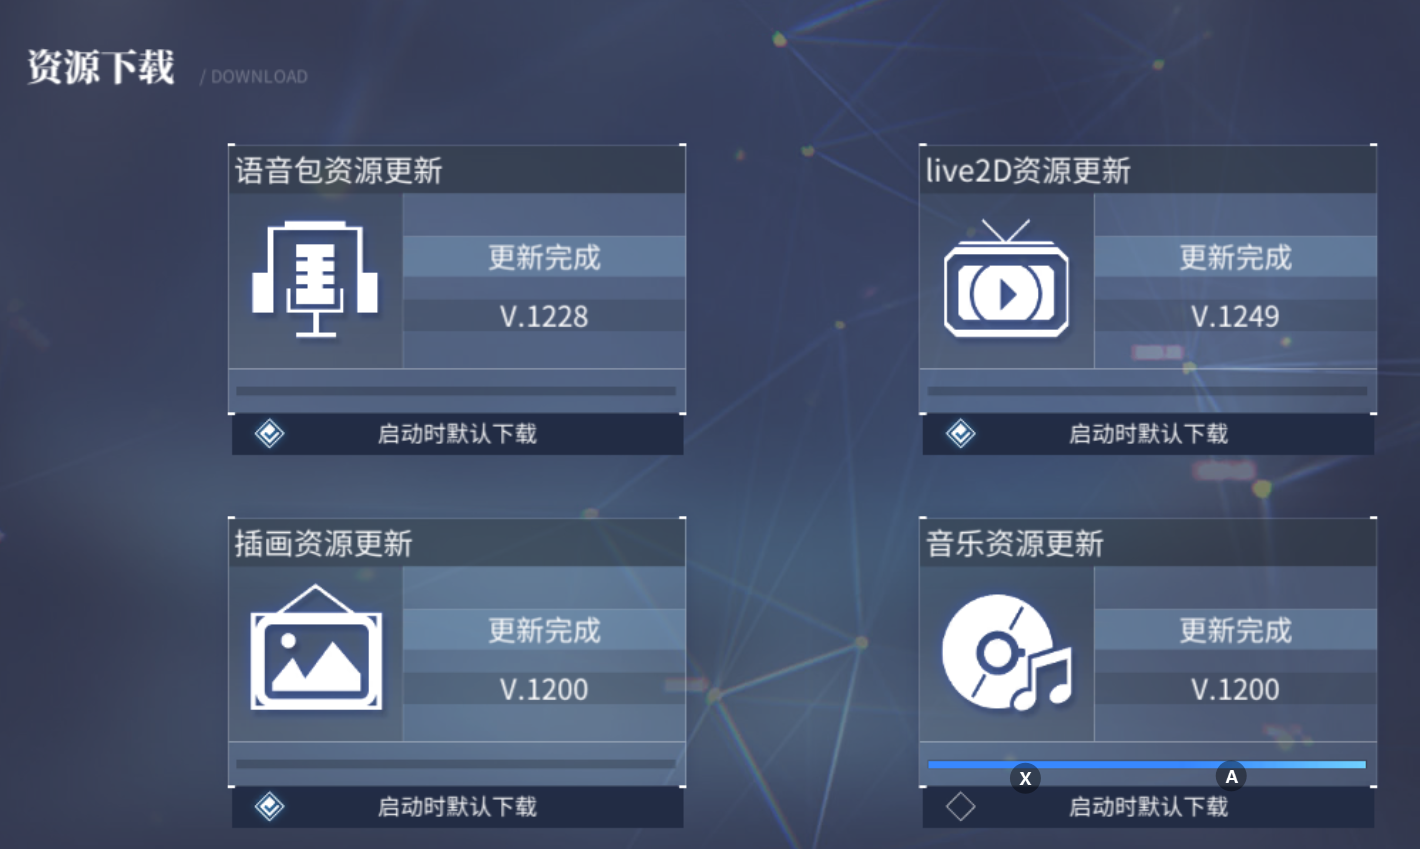 资源下载
/ DOWNLOAD
语音包资源更新
更新完成
V.1228
启动时默认下载
live2D资源更新
更新完成
V.1249
启动时默认下载
插画资源更新
更新完成
V.1200
启动时默认下载
音乐资源更新
更新完成
V.1200
X
A
启动时默认下载